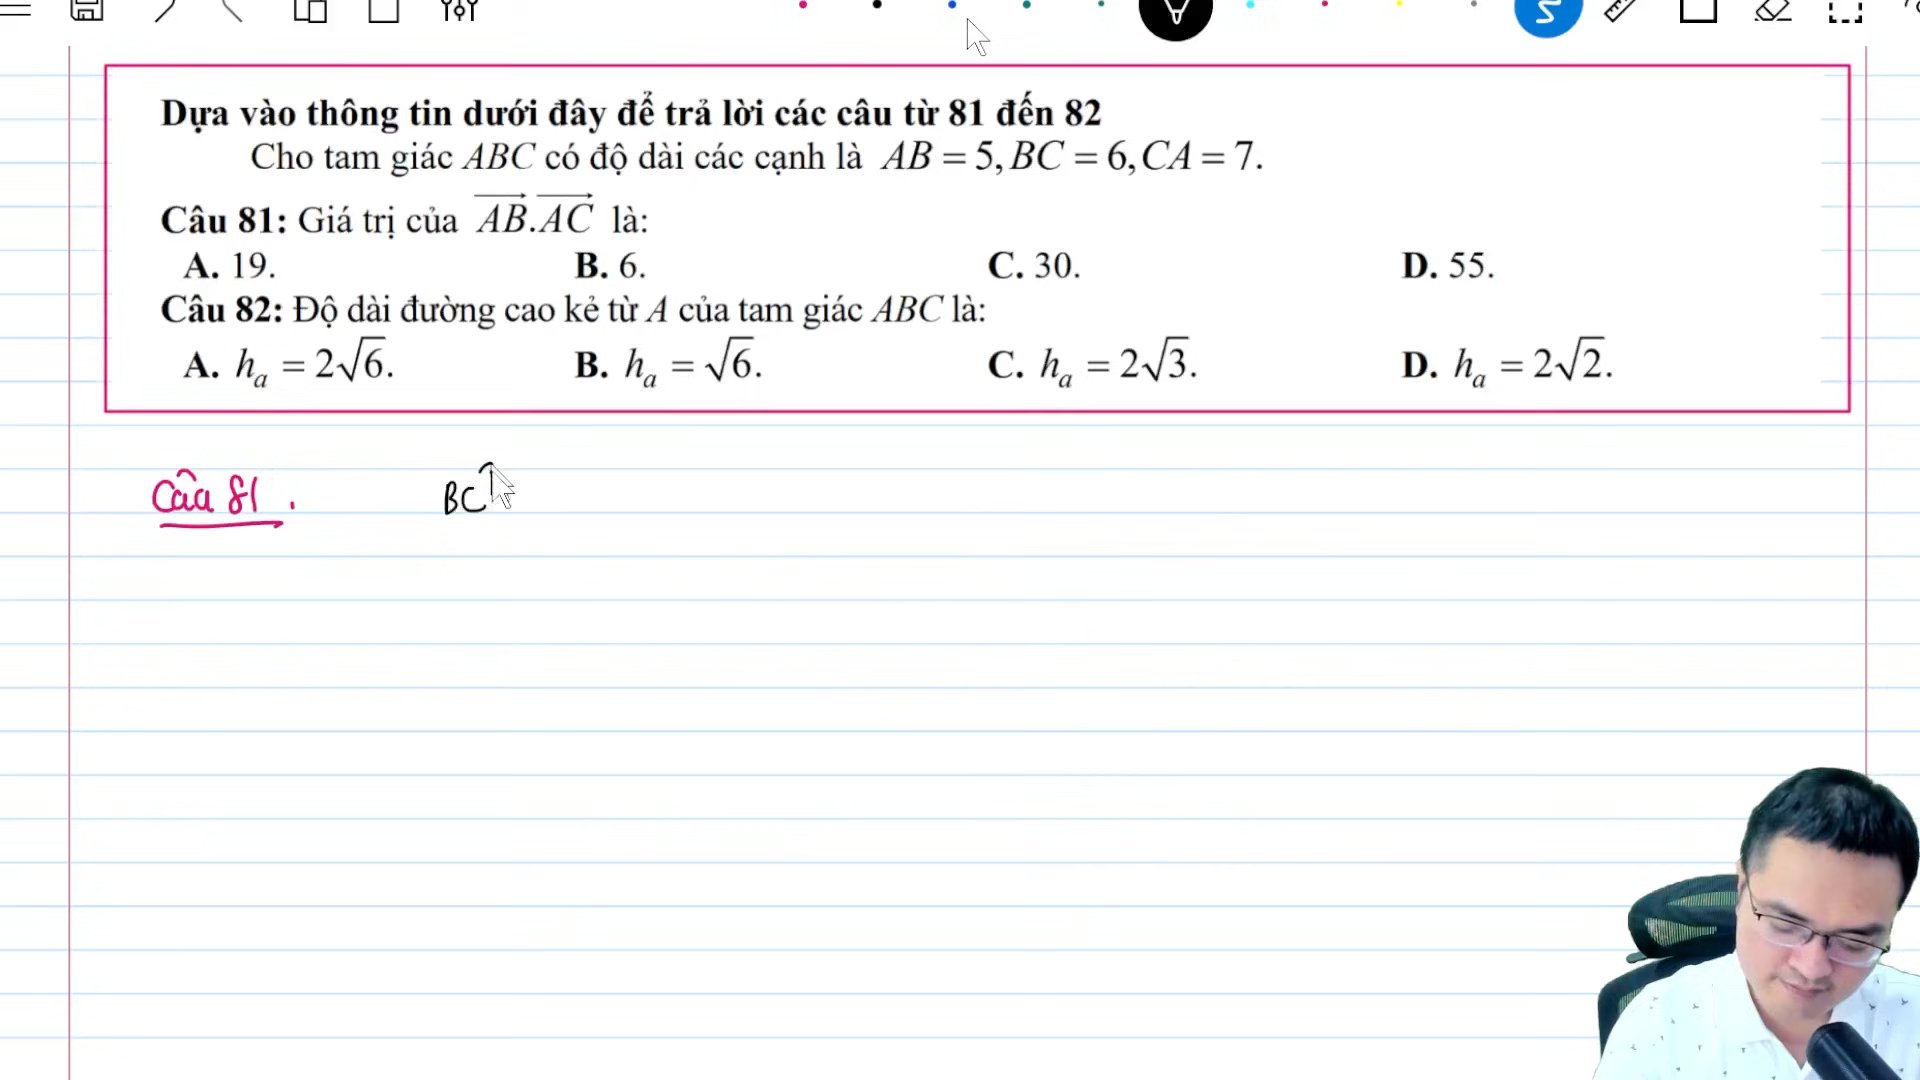 Dựa vào thông tin dưới đây để trả lời các câu từ 81 đến 82
Cho tam giác ABC có độ dài các cạnh là AB = 5, BC = 6, CA = 7.
Câu 81: Giá trị của \overrightarrow{AB}.\overrightarrow{AC} là:
A. 19. B. 6. C. 30. D. 55.
Câu 82: Độ dài đường cao kẻ từ A của tam giác ABC là:
A. hₐ = 2√6. B. hₐ = √6. C. hₐ = 2√3. D. hₐ = 2√2.
Câu 81 . BC